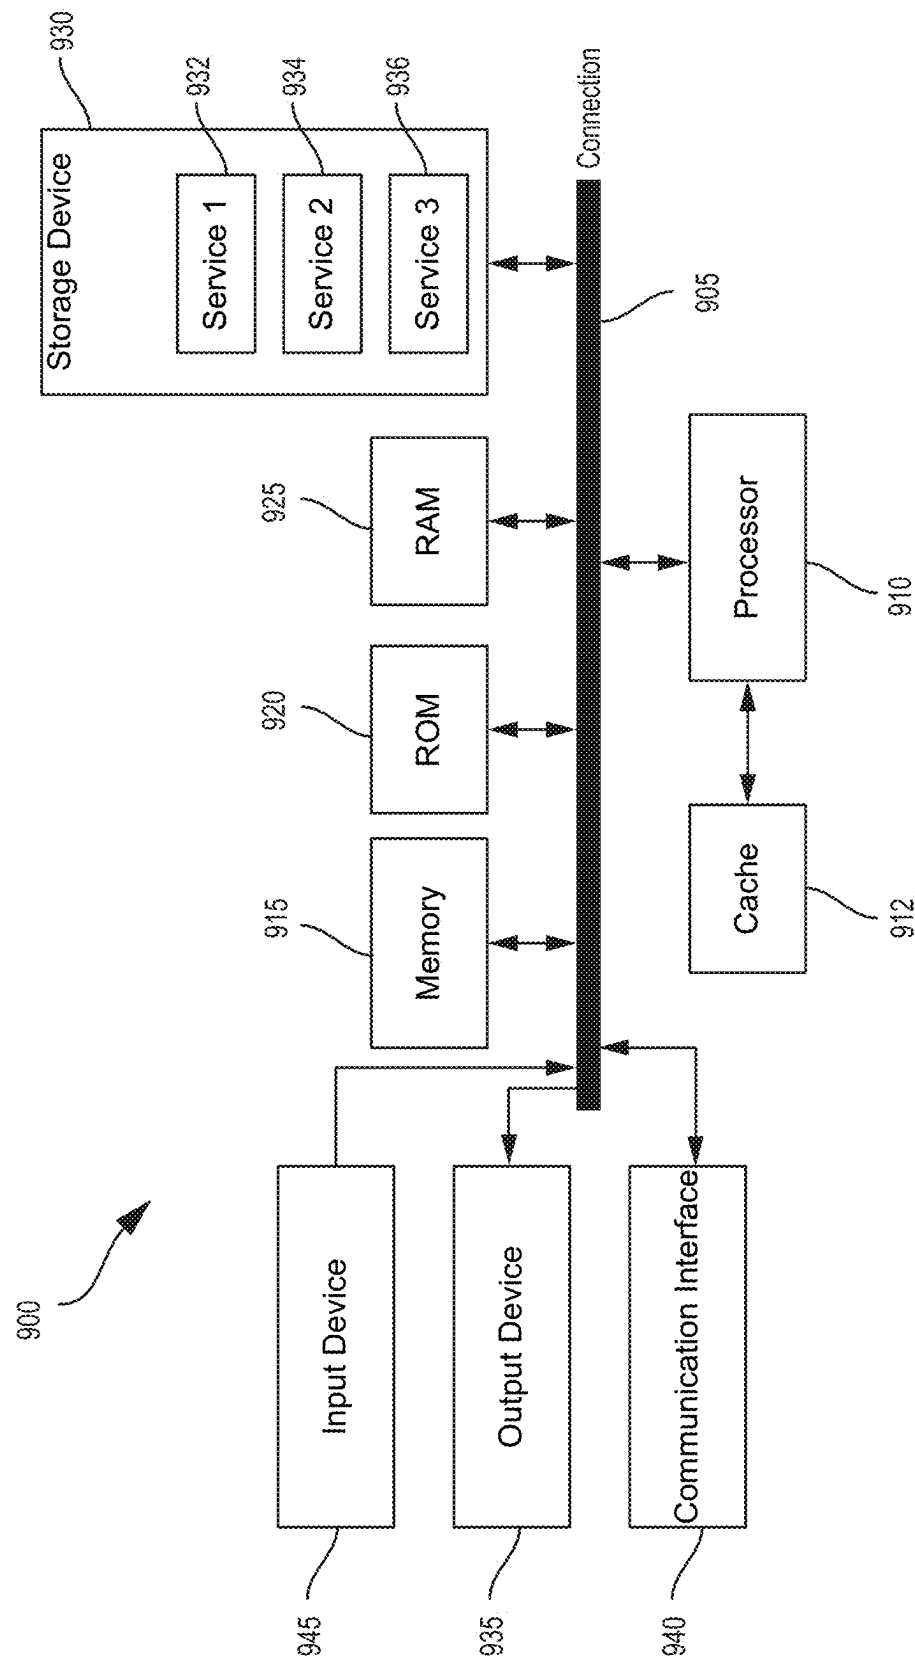 900
945
Input Device
935
Output Device
940
Communication Interface
915
Memory
920
ROM
925
RAM
Storage Device
930
Service 1
932
Service 2
934
Service 3
936
Connection
905
Cache
912
Processor
910